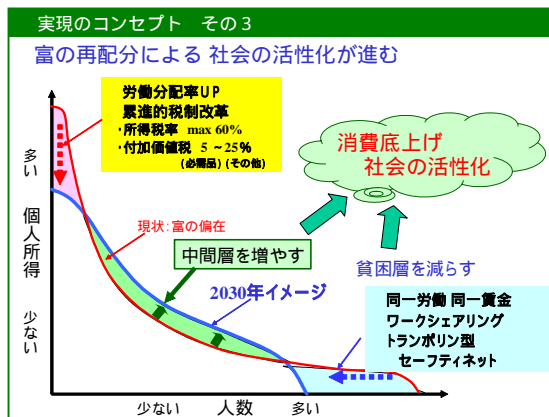 実現のコンセプト その3
富の再配分による 社会の活性化が進む
労働分配率UP
累進的税制改革
・所得税率 max 60%
・付加価値税 5 ~25%
(必需品) (その他)
消費底上げ
社会の活性化
多い
個人所得
少ない
現状：富の偏在
中間層を増やす
2030年イメージ
貧困層を減らす
同一労働 同一賃金
ワークシェアリング
トランポリン型
セーフティネット
少ない 人数 多い